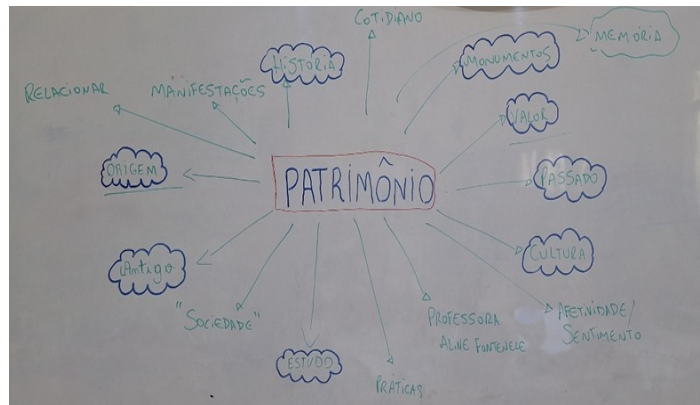 COTIDIANO
MEMÓRIA
HISTÓRIA
MONUMENTOS
RELACIONAR
MANIFESTAÇÕES
VALOR
ORIGEM
PATRIMÔNIO
PASSADO
CULTURA
Antigo
"SOCIEDADE"
PROFESSORA
ALINE FONTENELE
AFETIVIDADE/
SENTIMENTO
ESTUDO
PRÁTICAS